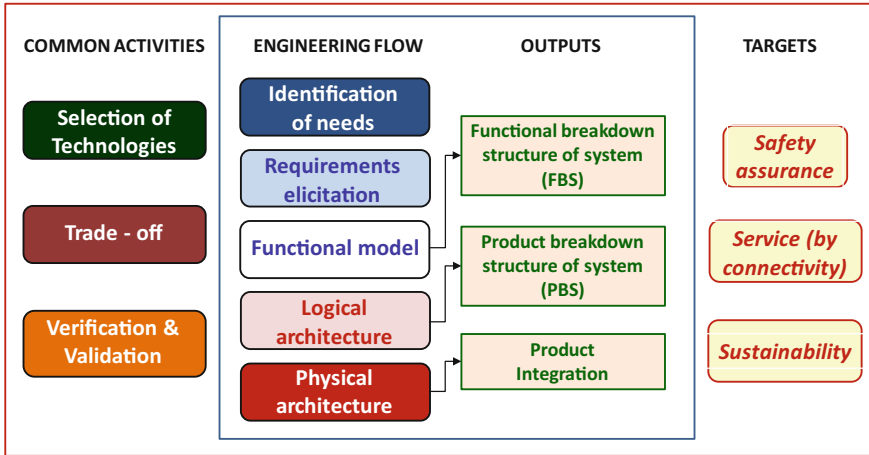 COMMON ACTIVITIES
Selection of
Technologies
Trade - off
Verification &
Validation
ENGINEERING FLOW
Identification
of needs
Requirements
elicitation
Functional model
Logical
architecture
Physical
architecture
OUTPUTS
Functional breakdown
structure of system
(FBS)
Product breakdown
structure of system
(PBS)
Product
Integration
TARGETS
Safety
assurance
Service (by
connectivity)
Sustainability